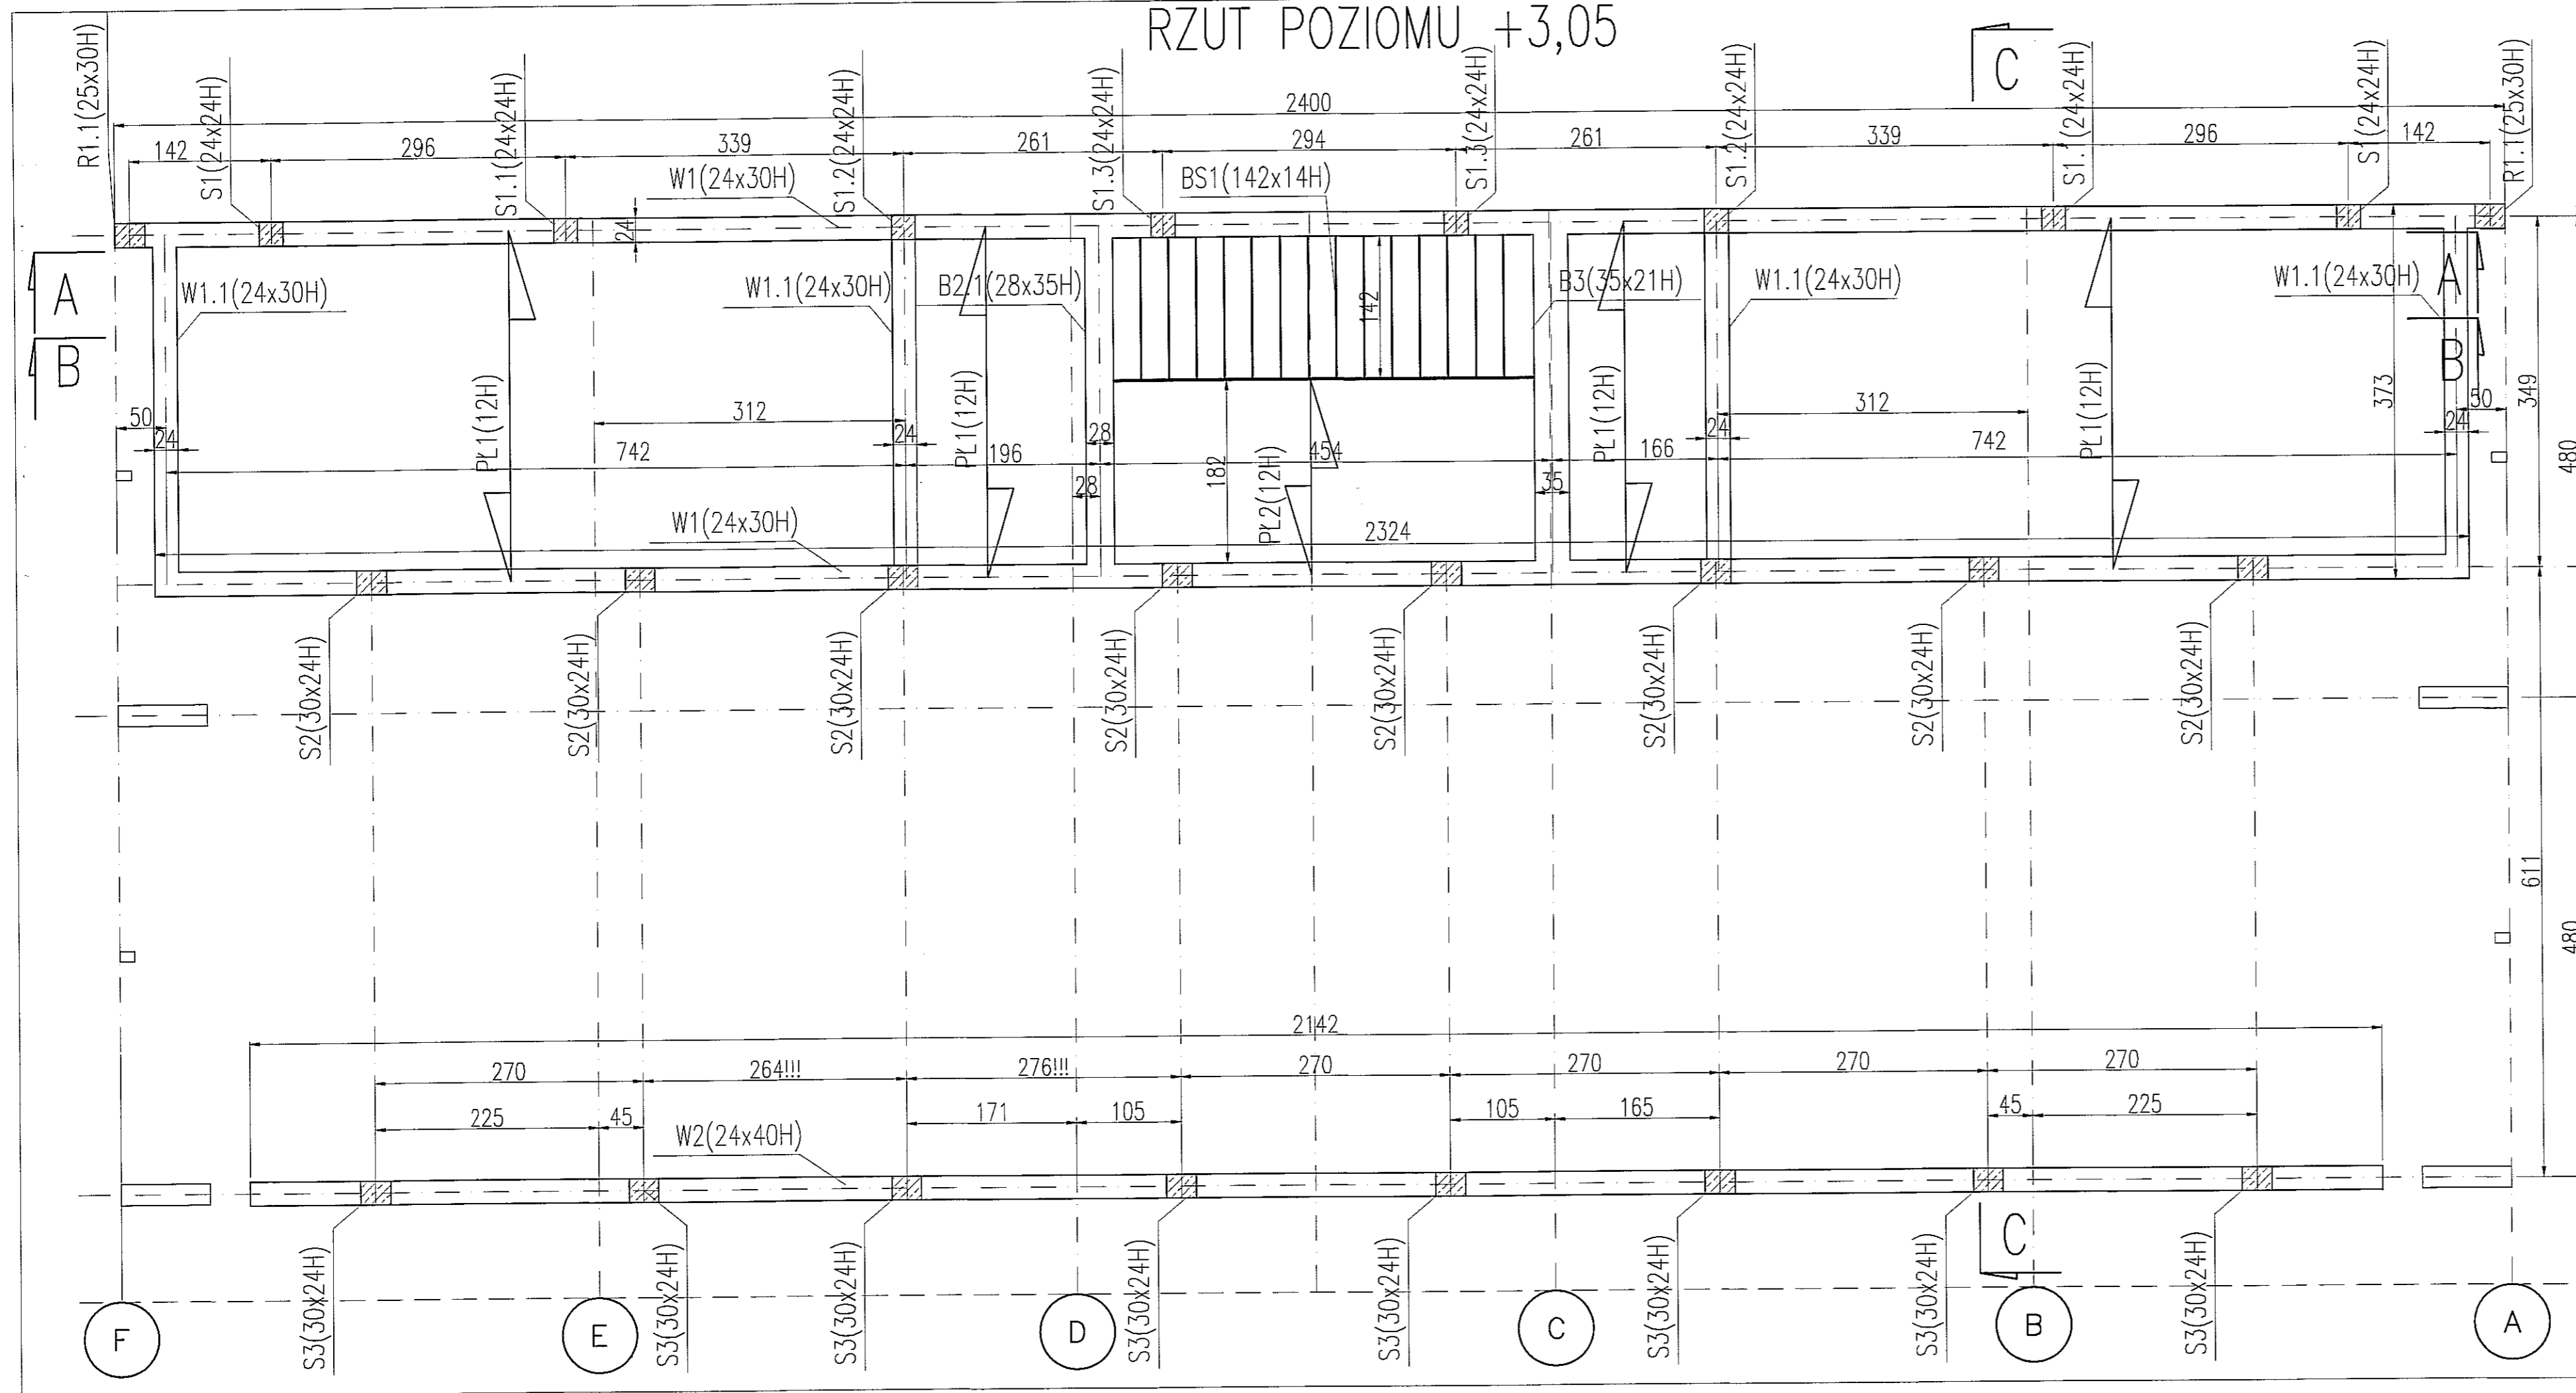 RZUT POZIOMU +3,05
C
R1.1(25x30H)
S1(24x24H)
S1.1(24x24H)
S1.2(24x24H)
S1.3(24x24H)
S1.3(24x24H)
S1.2(24x24H)
S1.1(24x24H)
S1(24x24H)
R1.1(25x30H)
2400
142
296
339
261
294
261
339
296
142
W1(24x30H)
BS1(142x14H)
24
A
B
W1.1(24x30H)
W1.1(24x30H)
B2.1(28x35H)
142
B3(35x21H)
W1.1(24x30H)
W1.1(24x30H)
A
B
PŁ1(12H)
PŁ1(12H)
PŁ2(12H)
PŁ1(12H)
PŁ1(12H)
373
349
480
50
24
312
24
28
24
312
24
50
742
196
454
166
742
28
182
35
W1(24x30H)
2324
S2(30x24H)
S2(30x24H)
S2(30x24H)
S2(30x24H)
S2(30x24H)
S2(30x24H)
S2(30x24H)
S2(30x24H)
611
480
2142
270
264!!!
276!!!
270
270
270
270
225
45
171
105
105
165
45
225
W2(24x40H)
C
S3(30x24H)
S3(30x24H)
S3(30x24H)
S3(30x24H)
S3(30x24H)
S3(30x24H)
S3(30x24H)
S3(30x24H)
F
E
D
C
B
A